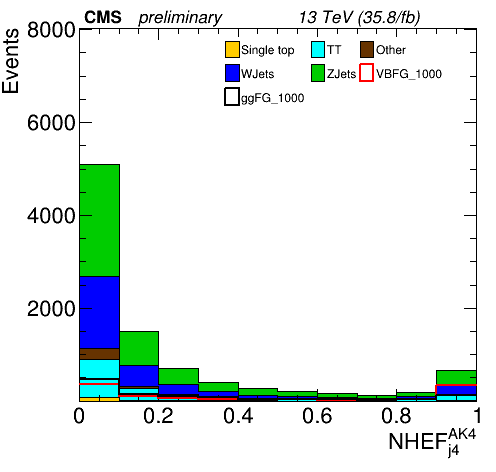 CMS preliminary 13 TeV (35.8/fb)
Events
8000
6000
4000
2000
Single top TT Other
WJets ZJets VBFG_1000
ggFG_1000
0 0.2 0.4 0.6 0.8 1
NHEF^AK4_j4